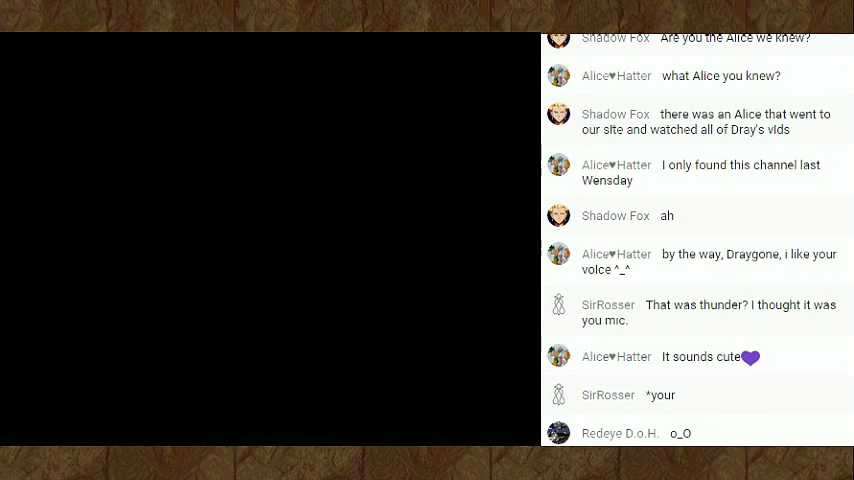 Shadow Fox Are you the Alice we knew?
Alice♥Hatter what Alice you knew?
Shadow Fox there was an Alice that went to
our site and watched all of Dray's vids
Alice♥Hatter I only found this channel last
Wensday
Shadow Fox ah
Alice♥Hatter by the way, Draygone, i like your
voice ^_^
SirRosser That was thunder? I thought it was
you mic.
Alice♥Hatter It sounds cute💜
SirRosser *your
Redeye D.o.H. o_O